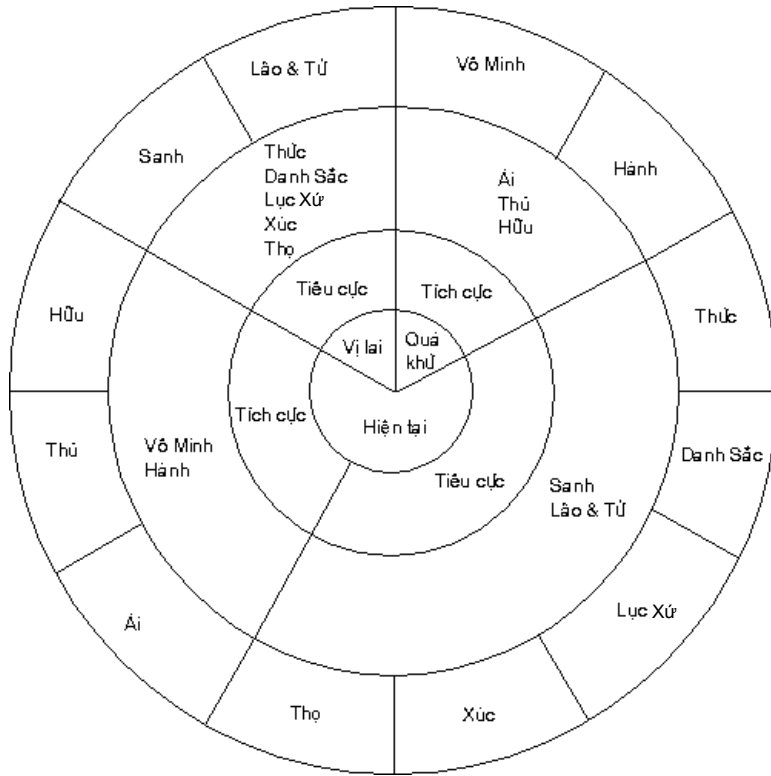 Lão & Tử
Vô Minh
Hành
Thức
Danh Sắc
Lục Xứ
Xúc
Thọ
Ái
Thủ
Hữu
Sanh
Thức
Danh Sắc
Lục Xứ
Xúc
Thọ
Ái
Thủ
Hữu
Sanh
Lão & Tử
Vô Minh
Hành
Tiêu cực
Tích cực
Tiêu cực
Tích cực
Vị lai
Quá
khứ
Hiện tại